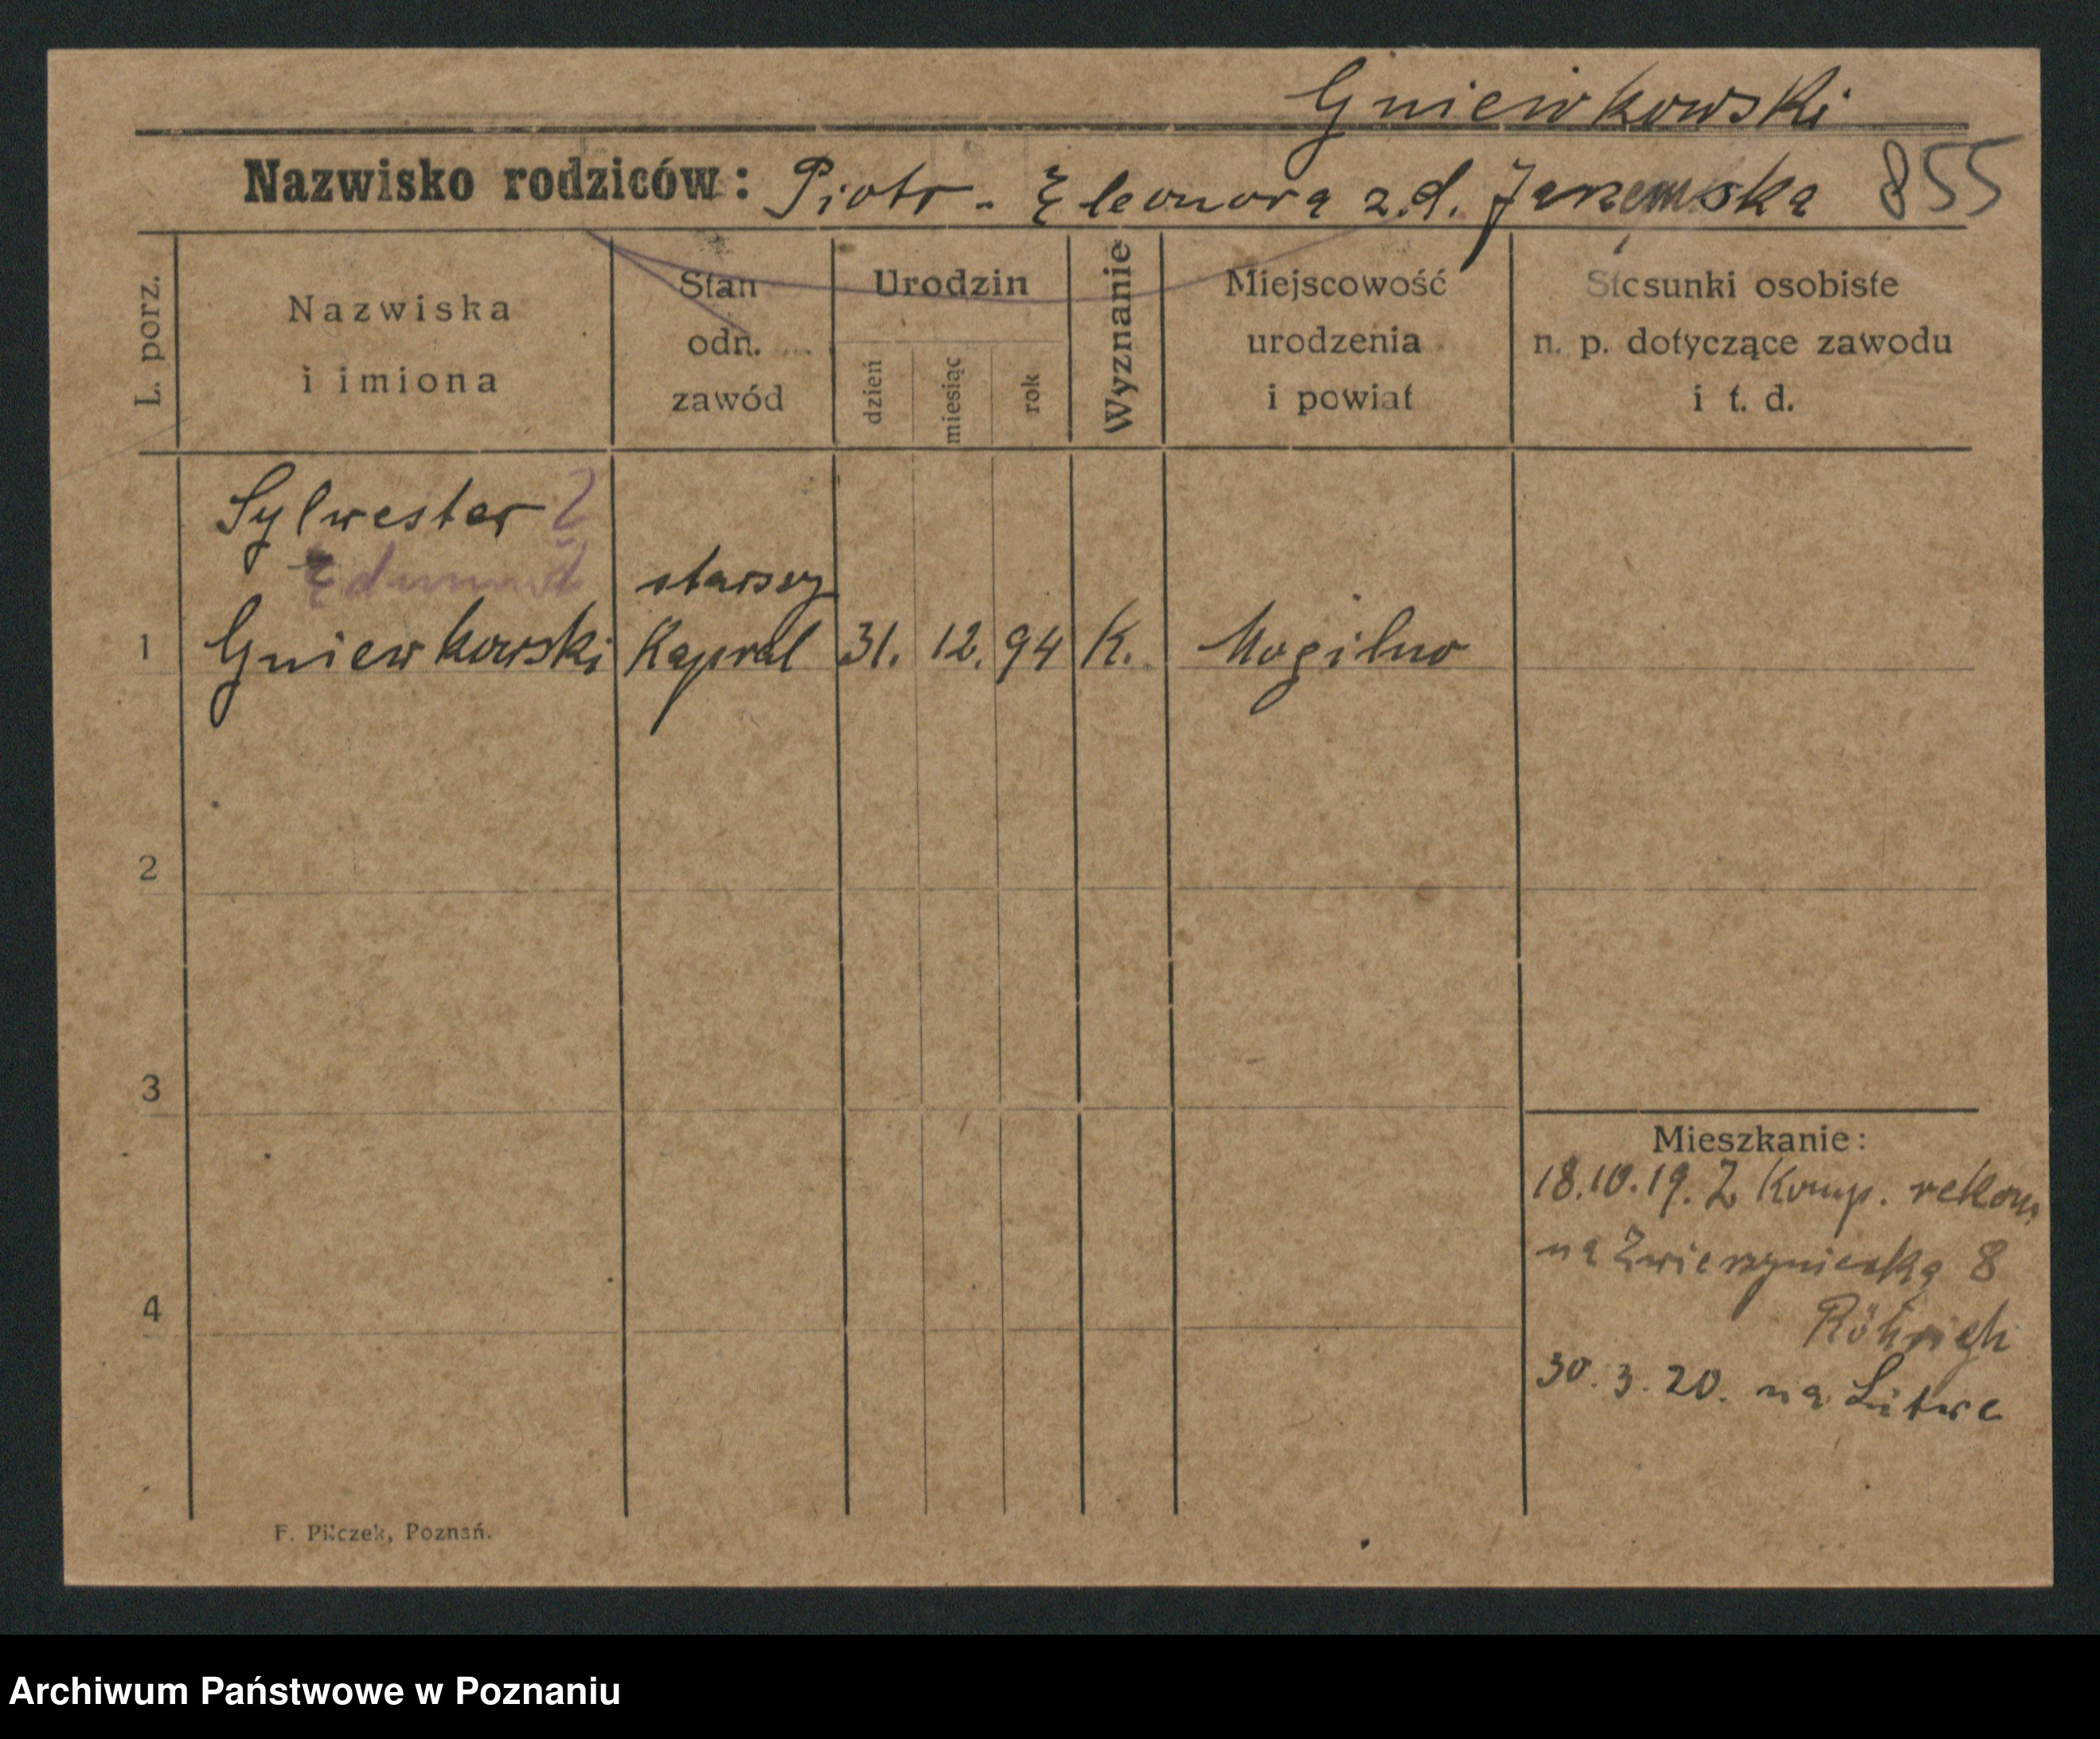 Gniewkowski
Nazwisko rodziców: Piotr - Eleonora z.d. 855
L. porz.
Nazwiska
i imiona
Stan
odn.
zawód
Urodzin
dzień
miesiąc
rok
Wyznanie
Miejscowość
urodzenia
i powiat
Stosunki osobiste
n. p. dotyczące zawodu
i t. d.
Sylwester
Edmund
starszy
1 Gniewkowski Kapral 31. 12. 94 K. Mogilno
2
3
4
Mieszkanie:
18.10.19. Z Komp. rekon.
na Zwierzyniecką 8
Röhrigh
30. 3. 20. na Litwe
F. Pilczek, Poznań.
Archiwum Państwowe w Poznaniu